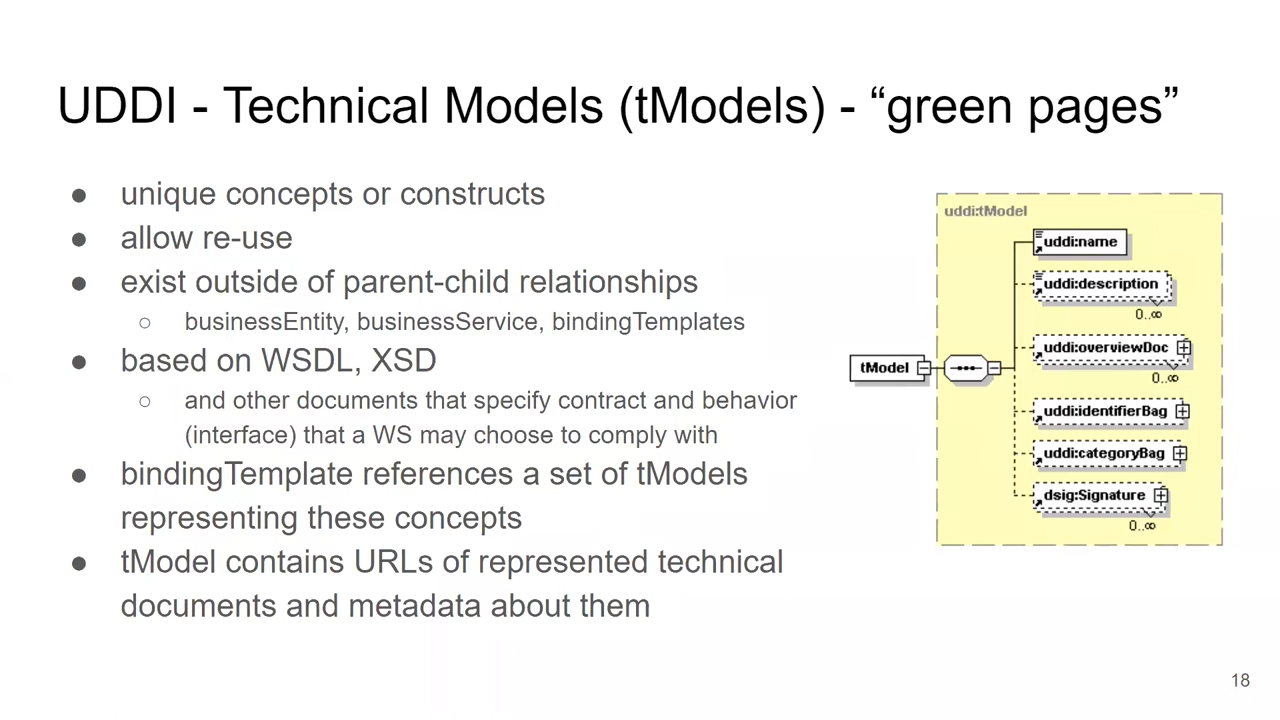 UDDI - Technical Models (tModels) - “green pages”
● unique concepts or constructs
● allow re-use
● exist outside of parent-child relationships
○ businessEntity, businessService, bindingTemplates
● based on WSDL, XSD
○ and other documents that specify contract and behavior
(interface) that a WS may choose to comply with
● bindingTemplate references a set of tModels
representing these concepts
● tModel contains URLs of represented technical
documents and metadata about them
uddi:tModel
tModel
uddi:name
uddi:description
0..∞
uddi:overviewDoc
0..∞
uddi:identifierBag
uddi:categoryBag
dsig:Signature
0..∞
18